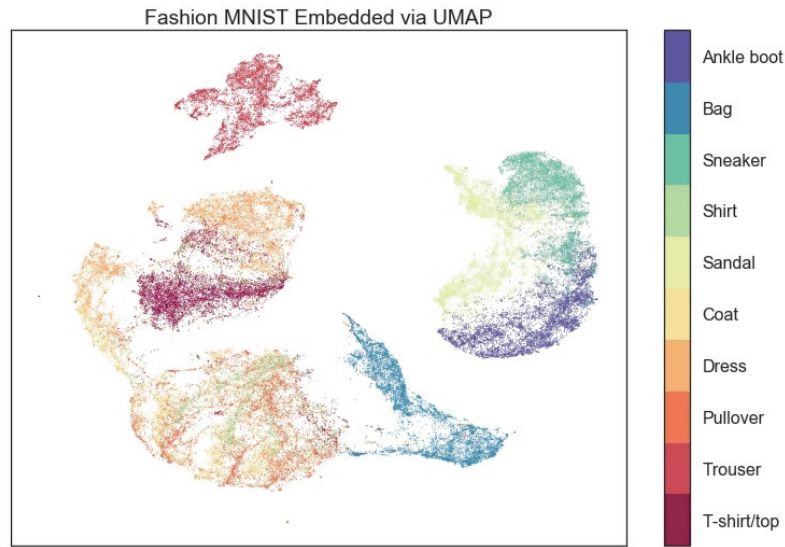 Fashion MNIST Embedded via UMAP
Ankle boot
Bag
Sneaker
Shirt
Sandal
Coat
Dress
Pullover
Trouser
T-shirt/top